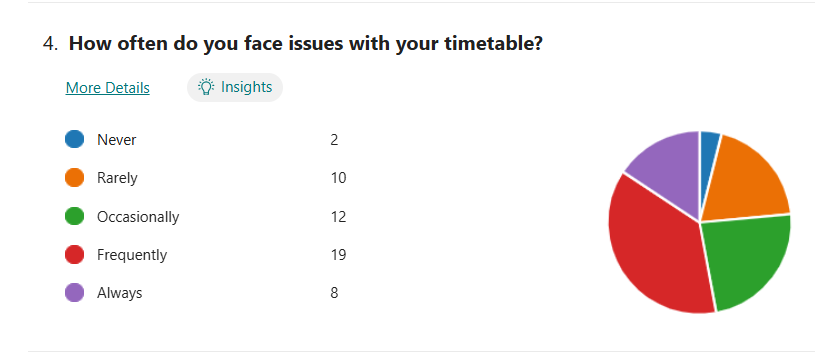 4. How often do you face issues with your timetable?
More Details Insights
Never 2
Rarely 10
Occasionally 12
Frequently 19
Always 8